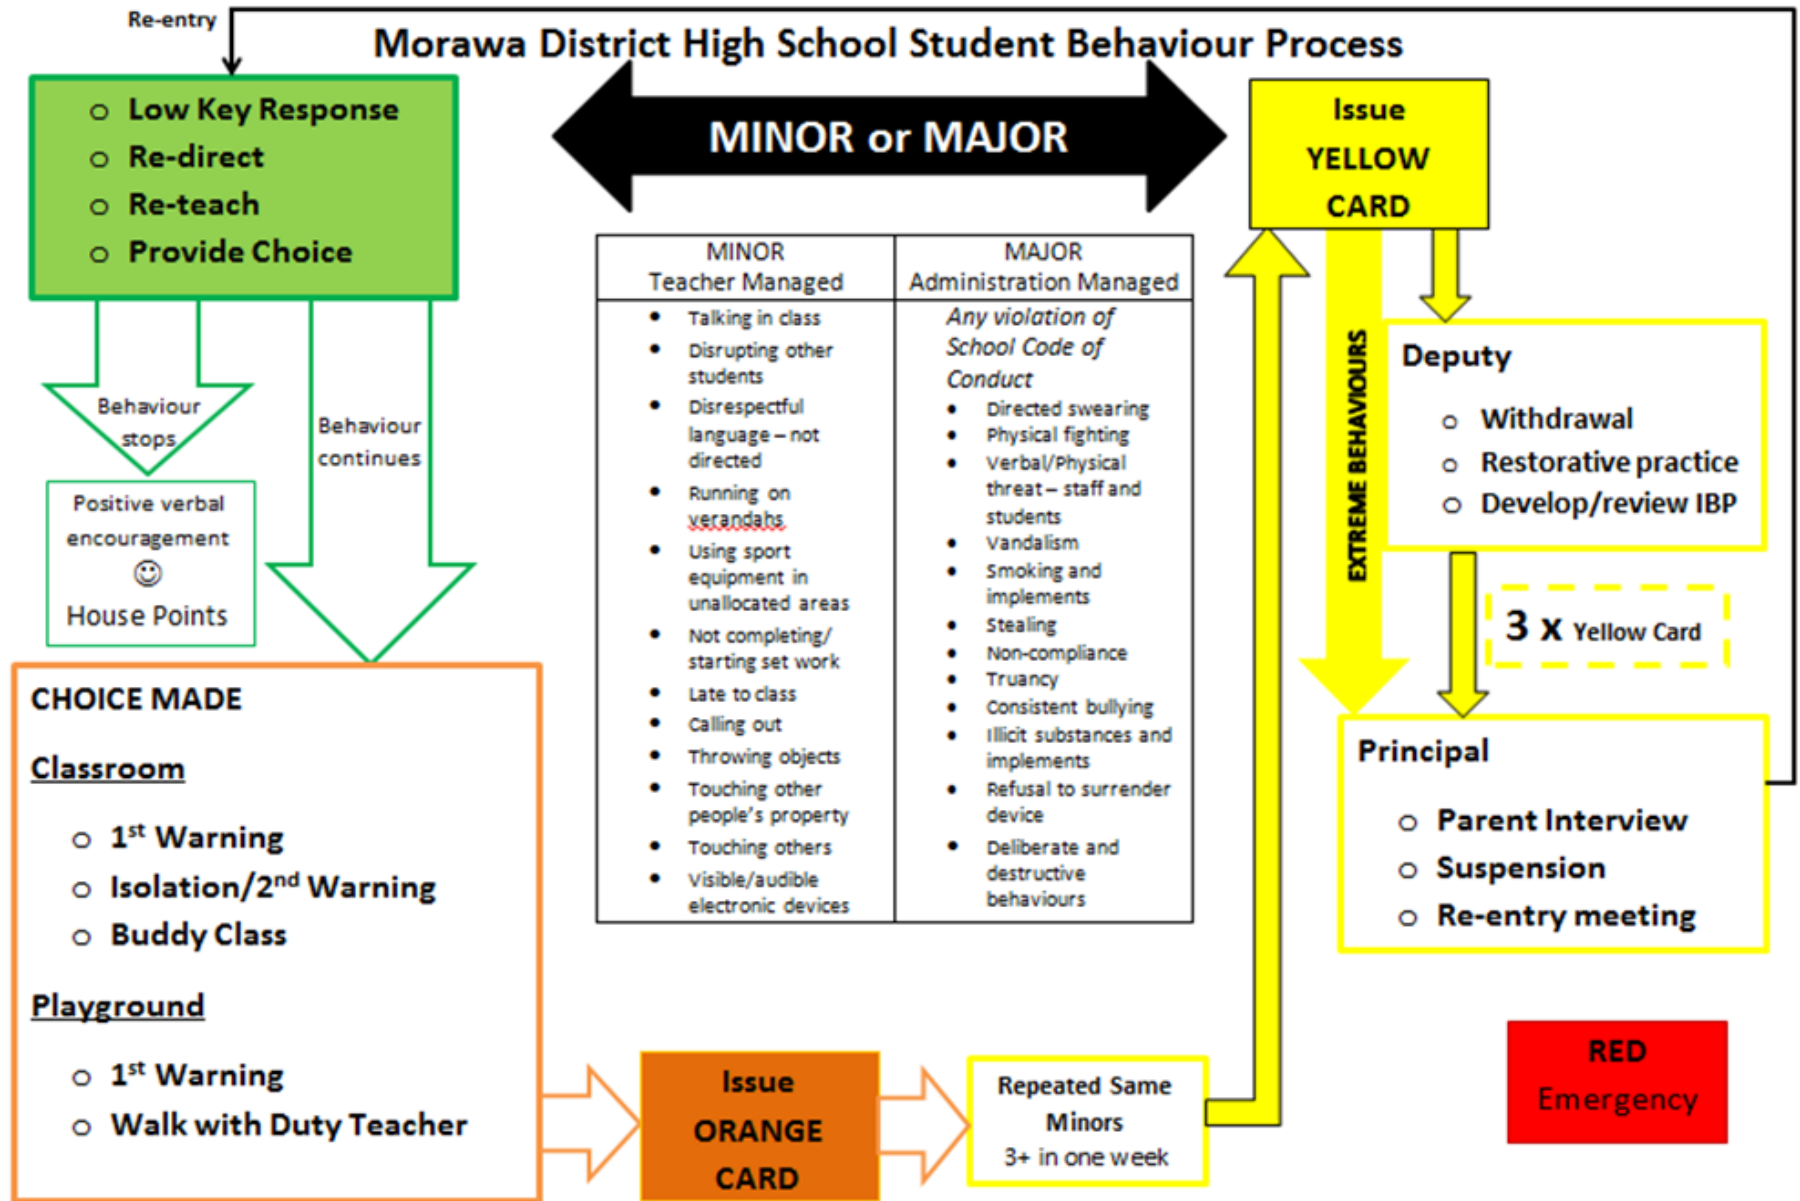 Re-entry
Morawa District High School Student Behaviour Process
o Low Key Response
o Re-direct
o Re-teach
o Provide Choice
MINOR or MAJOR
Issue
YELLOW
CARD
Behaviour
stops
Behaviour
continues
Positive verbal
encouragement
☺
House Points
MINOR
Teacher Managed
• Talking in class
• Disrupting other
students
• Disrespectful
language – not
directed
• Running on
verandahs
• Using sport
equipment in
unallocated areas
• Not completing/
starting set work
• Late to class
• Calling out
• Throwing objects
• Touching other
people's property
• Touching others
• Visible/audible
electronic devices
MAJOR
Administration Managed
Any violation of
School Code of
Conduct
• Directed swearing
• Physical fighting
• Verbal/Physical
threat – staff and
students
• Vandalism
• Smoking and
implements
• Stealing
• Non-compliance
• Truancy
• Consistent bullying
• Illicit substances and
implements
• Refusal to surrender
device
• Deliberate and
destructive
behaviours
EXTREME BEHAVIOURS
Deputy
o Withdrawal
o Restorative practice
o Develop/review IBP
3 x Yellow Card
Principal
o Parent Interview
o Suspension
o Re-entry meeting
CHOICE MADE
Classroom
o 1st Warning
o Isolation/2nd Warning
o Buddy Class
Playground
o 1st Warning
o Walk with Duty Teacher
Issue
ORANGE
CARD
Repeated Same
Minors
3+ in one week
RED
Emergency